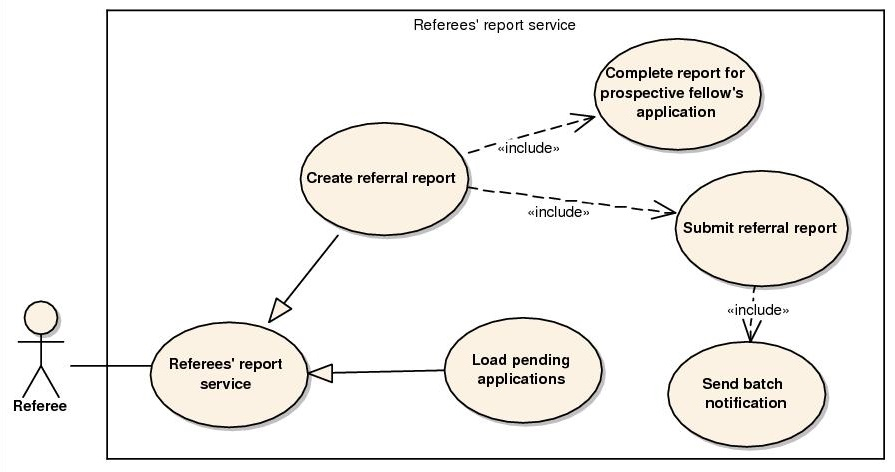 Referees' report service
Complete report for
prospective fellow's
application
«include»
Create referral report
«include»
Submit referral report
«include»
Referees' report
service
Load pending
applications
Send batch
notification
Referee